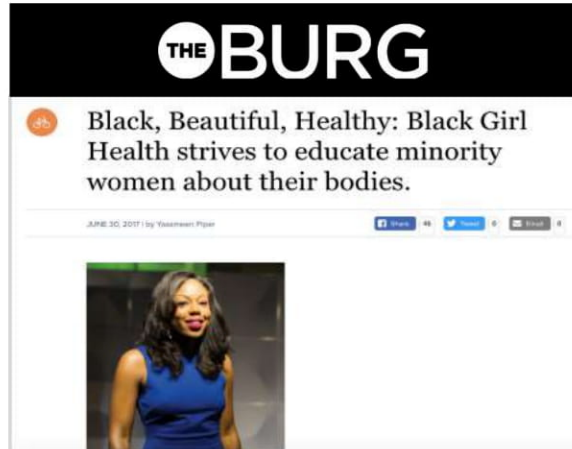 THE BURG
Black, Beautiful, Healthy: Black Girl
Health strives to educate minority
women about their bodies.
JUNE 30, 2017 | by Yasmeen Piper
Share 46 Tweet 0 Email 0